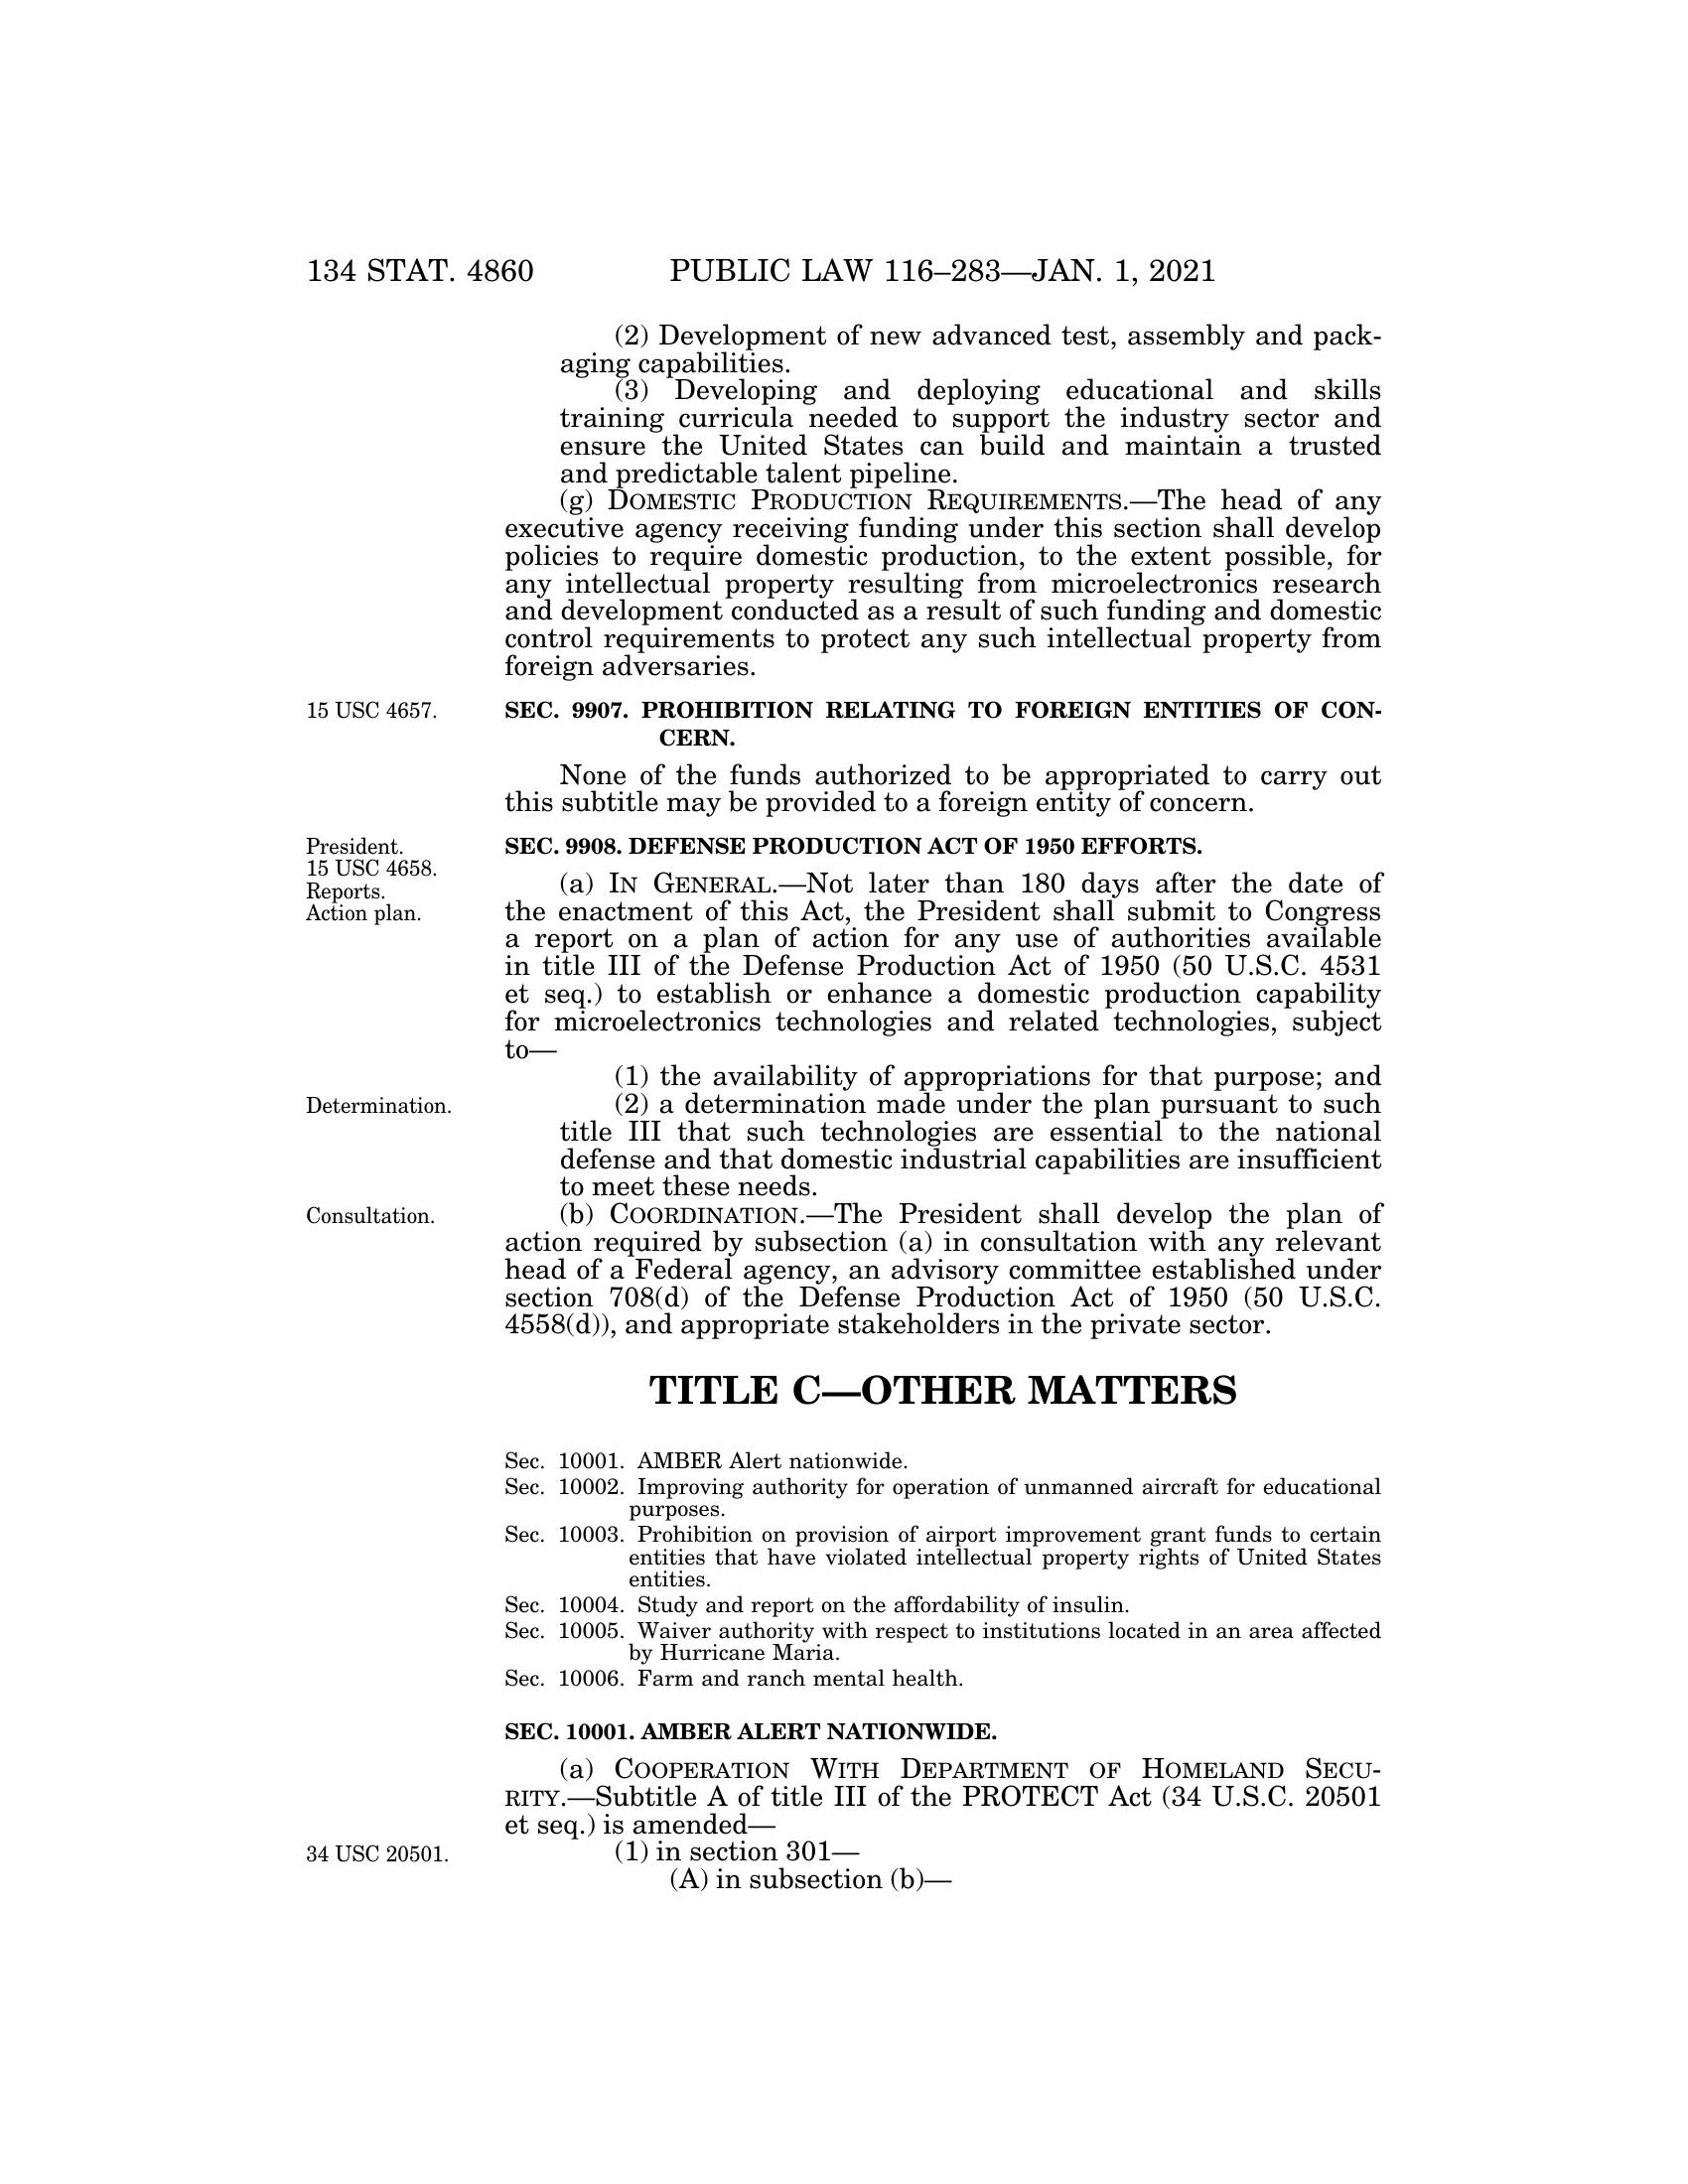 134 STAT. 4860
PUBLIC LAW 116–283—JAN. 1, 2021
(2) Development of new advanced test, assembly and pack-
aging capabilities.
(3) Developing and deploying educational and skills
training curricula needed to support the industry sector and
ensure the United States can build and maintain a trusted
and predictable talent pipeline.
(g) DOMESTIC PRODUCTION REQUIREMENTS.—The head of any
executive agency receiving funding under this section shall develop
policies to require domestic production, to the extent possible, for
any intellectual property resulting from microelectronics research
and development conducted as a result of such funding and domestic
control requirements to protect any such intellectual property from
foreign adversaries.
15 USC 4657.
SEC. 9907. PROHIBITION RELATING TO FOREIGN ENTITIES OF CON-
CERN.
None of the funds authorized to be appropriated to carry out
this subtitle may be provided to a foreign entity of concern.
President.
15 USC 4658.
Reports.
Action plan.
SEC. 9908. DEFENSE PRODUCTION ACT OF 1950 EFFORTS.
(a) IN GENERAL.—Not later than 180 days after the date of
the enactment of this Act, the President shall submit to Congress
a report on a plan of action for any use of authorities available
in title III of the Defense Production Act of 1950 (50 U.S.C. 4531
et seq.) to establish or enhance a domestic production capability
for microelectronics technologies and related technologies, subject
to—
(1) the availability of appropriations for that purpose; and
Determination.
(2) a determination made under the plan pursuant to such
title III that such technologies are essential to the national
defense and that domestic industrial capabilities are insufficient
to meet these needs.
Consultation.
(b) COORDINATION.—The President shall develop the plan of
action required by subsection (a) in consultation with any relevant
head of a Federal agency, an advisory committee established under
section 708(d) of the Defense Production Act of 1950 (50 U.S.C.
4558(d)), and appropriate stakeholders in the private sector.
TITLE C—OTHER MATTERS
Sec. 10001. AMBER Alert nationwide.
Sec. 10002. Improving authority for operation of unmanned aircraft for educational
purposes.
Sec. 10003. Prohibition on provision of airport improvement grant funds to certain
entities that have violated intellectual property rights of United States
entities.
Sec. 10004. Study and report on the affordability of insulin.
Sec. 10005. Waiver authority with respect to institutions located in an area affected
by Hurricane Maria.
Sec. 10006. Farm and ranch mental health.
SEC. 10001. AMBER ALERT NATIONWIDE.
(a) COOPERATION WITH DEPARTMENT OF HOMELAND SECU-
RITY.—Subtitle A of title III of the PROTECT Act (34 U.S.C. 20501
et seq.) is amended—
34 USC 20501.
(1) in section 301—
(A) in subsection (b)—